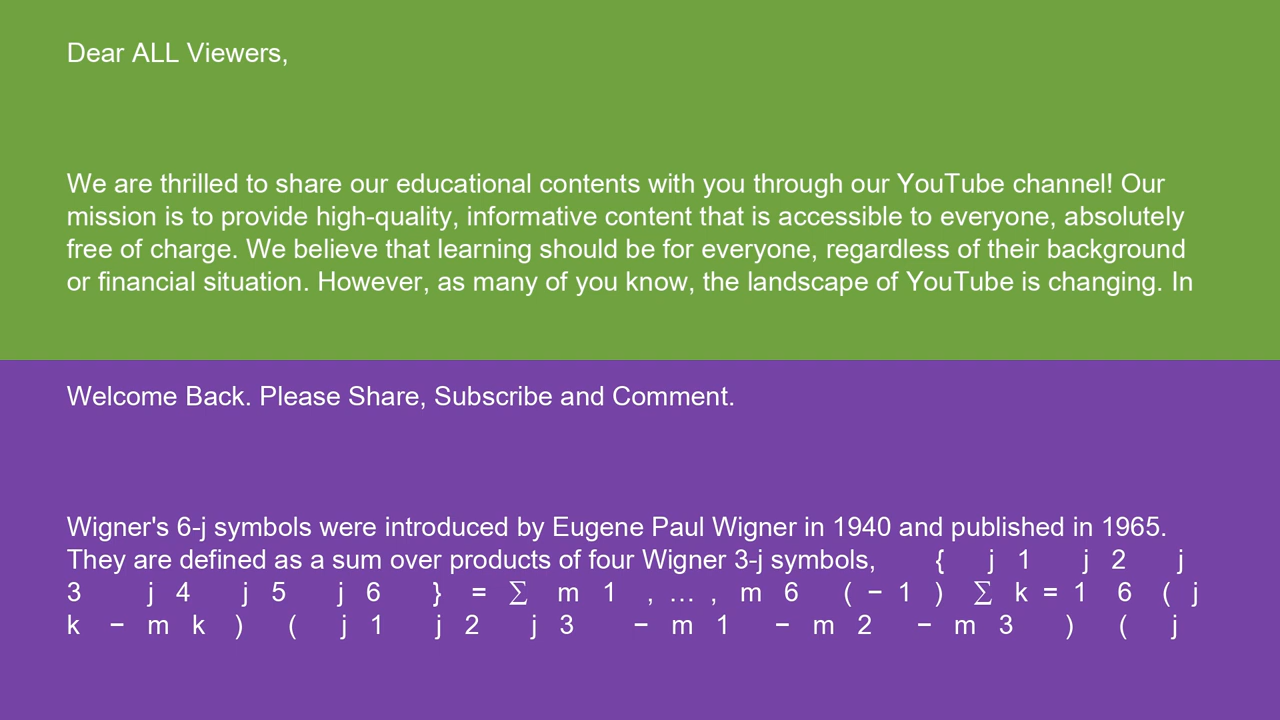 Dear ALL Viewers,
We are thrilled to share our educational contents with you through our YouTube channel! Our
mission is to provide high-quality, informative content that is accessible to everyone, absolutely
free of charge. We believe that learning should be for everyone, regardless of their background
or financial situation. However, as many of you know, the landscape of YouTube is changing. In
Welcome Back. Please Share, Subscribe and Comment.
Wigner's 6-j symbols were introduced by Eugene Paul Wigner in 1940 and published in 1965.
They are defined as a sum over products of four Wigner 3-j symbols, { j 1 j 2 j
3 j 4 j 5 j 6 } = ∑ m 1 , … , m 6 ( − 1 ) ∑ k = 1 6 ( j
k − m k ) ( j 1 j 2 j 3 − m 1 − m 2 − m 3 ) ( j